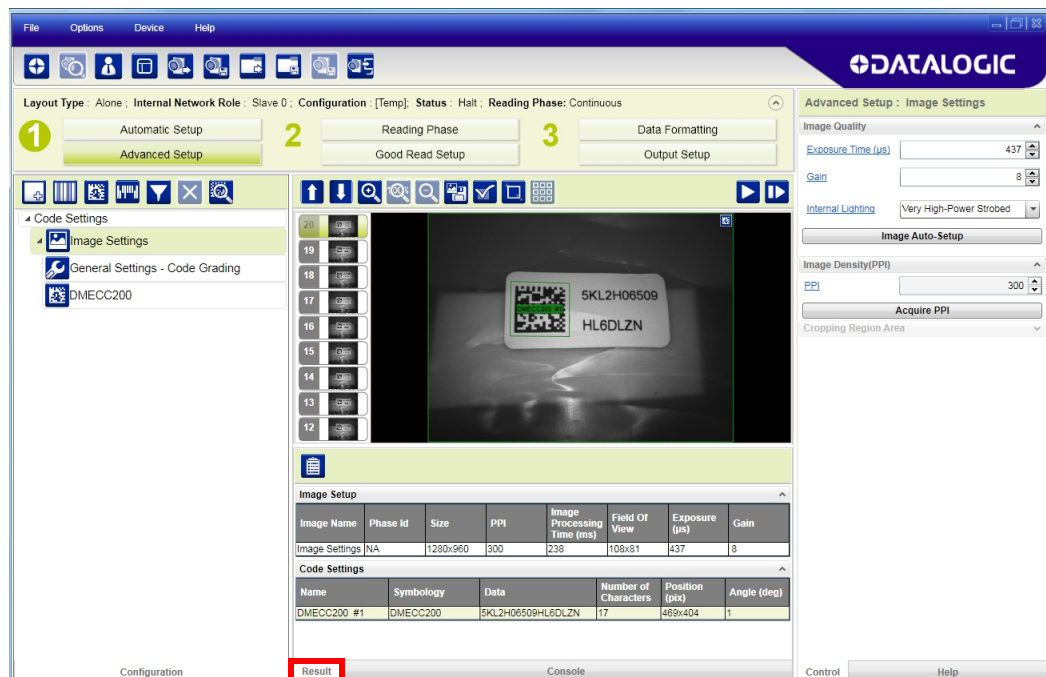 File Options Device Help
DATALOGIC
Layout Type : Alone ; Internal Network Role : Slave 0 ; Configuration : [Temp]; Status : Halt ; Reading Phase: Continuous
1 Automatic Setup 2 Reading Phase 3 Data Formatting
Advanced Setup Good Read Setup Output Setup
Code Settings
Image Settings
General Settings - Code Grading
DMECC200
20
19
18
17
16
15
14
13
12
5KL2H06509
DMECC200 #1
HL6DLZN
Image Setup
Image Name Phase Id Size PPI Image Processing Time (ms) Field Of View Exposure (µs) Gain
Image Settings NA 1280x960 300 238 108x81 437 8
Code Settings
Name Symbology Data Number of Characters Position (pix) Angle (deg)
DMECC200 #1 DMECC200 5KL2H06509HL6DLZN 17 469x404 1
Configuration Result Console
Advanced Setup : Image Settings
Image Quality
Exposure Time (µs) 437
Gain 8
Internal Lighting Very High-Power Strobed
Image Auto-Setup
Image Density(PPI)
PPI 300
Acquire PPI
Cropping Region Area
Control Help